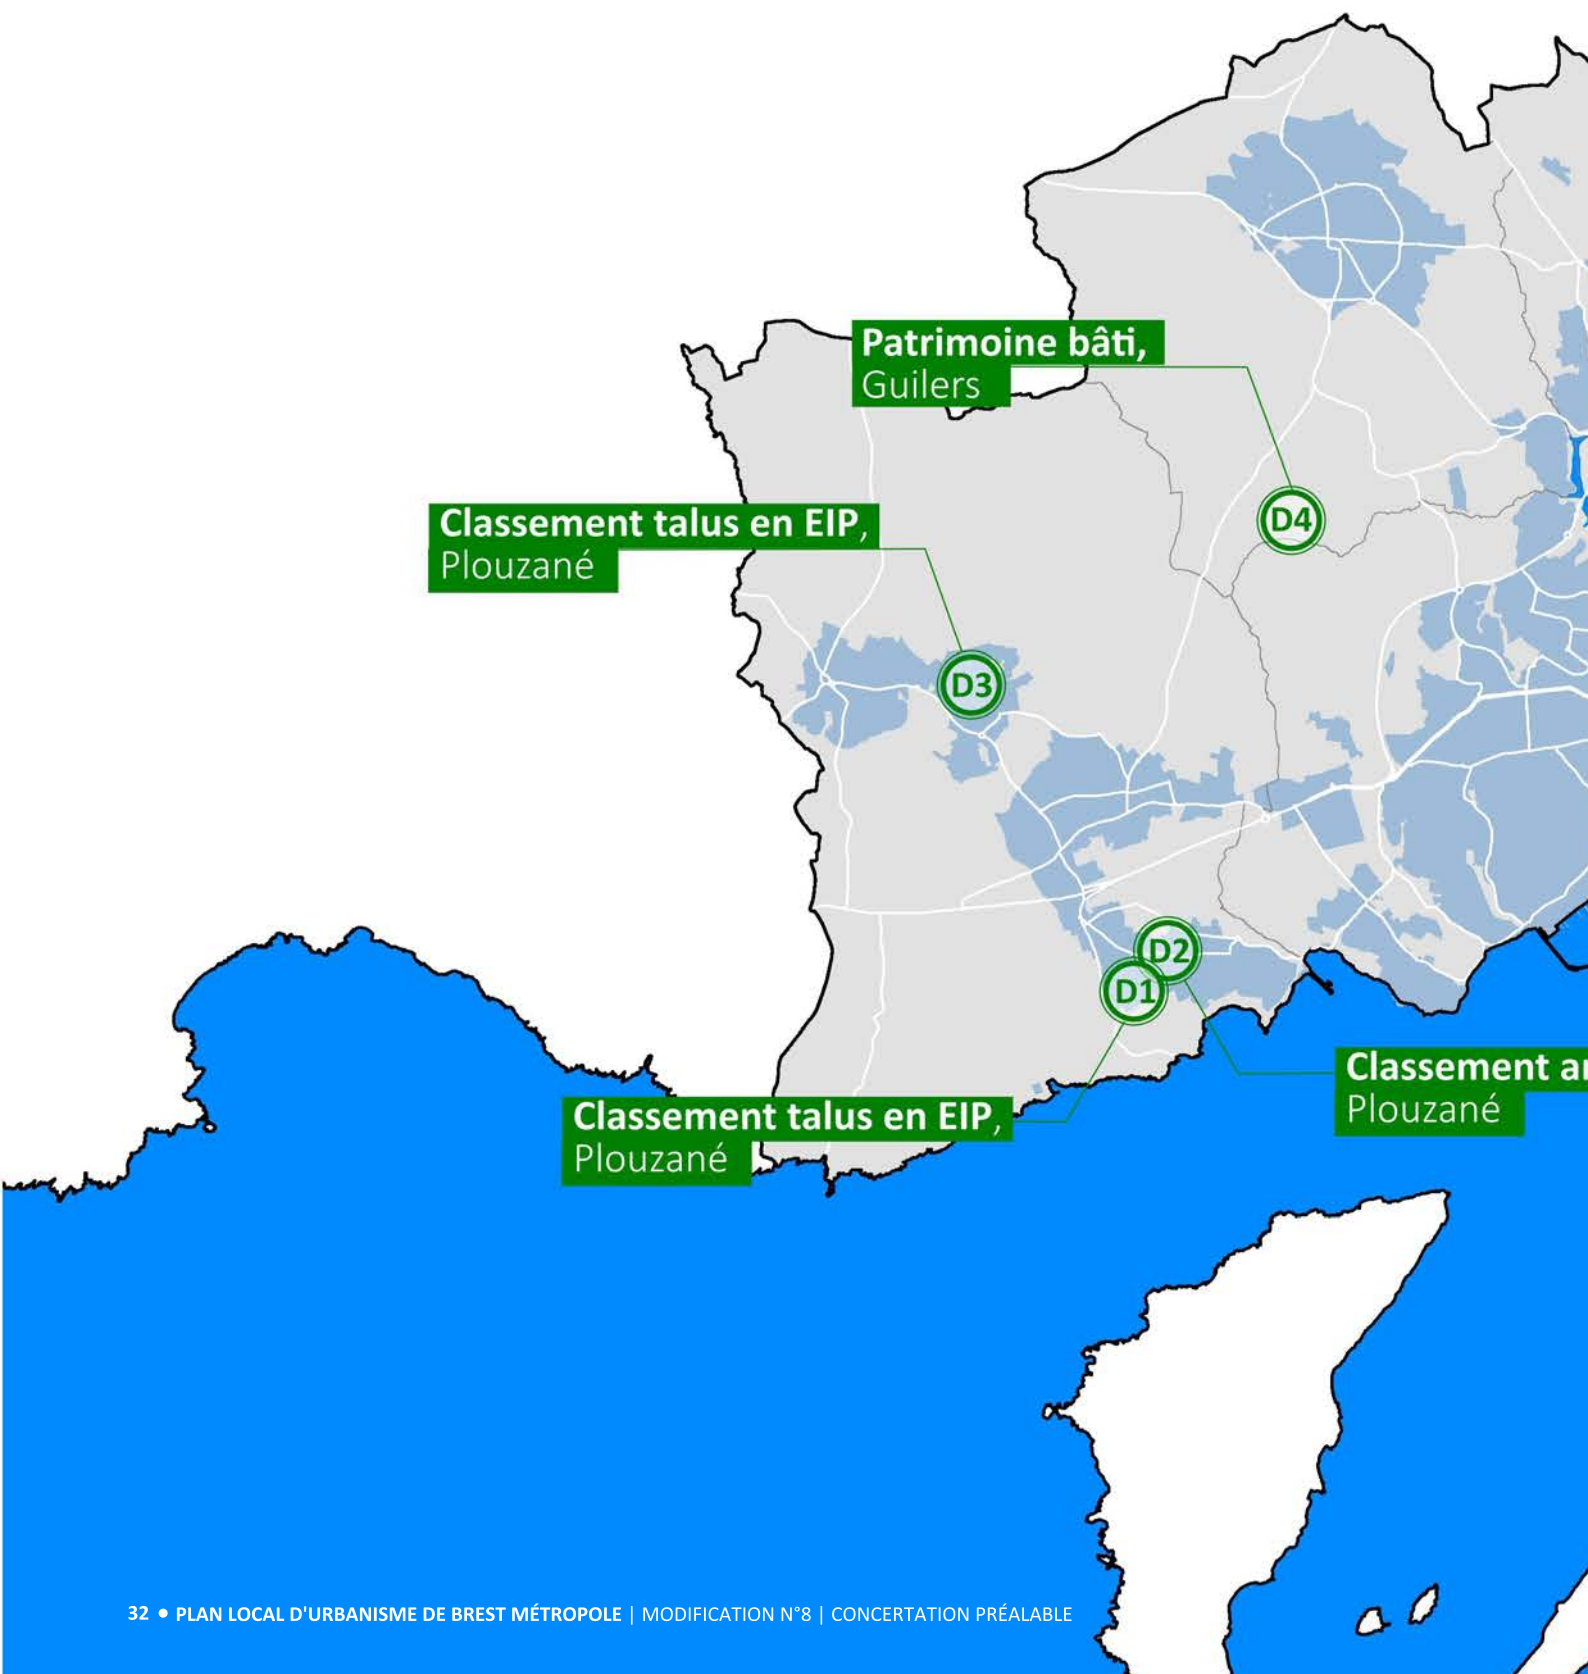 Patrimoine bâti,
Guilers
D4
Classement talus en EIP,
Plouzané
D3
D2
D1
Classement
Plouzané
Classement talus en EIP,
Plouzané
32 • PLAN LOCAL D'URBANISME DE BREST MÉTROPOLE | MODIFICATION N°8 | CONCERTATION PRÉALABLE